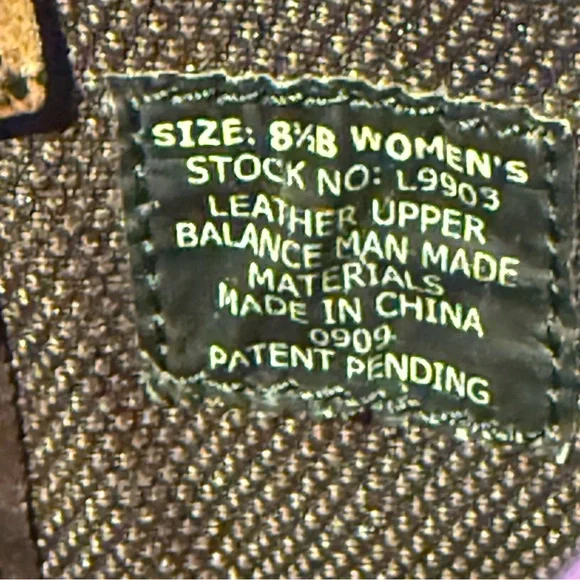 SIZE: 8½B WOMEN'S
STOCK NO: L9903
LEATHER UPPER
BALANCE MAN MADE
MATERIALS
MADE IN CHINA
0909
PATENT PENDING